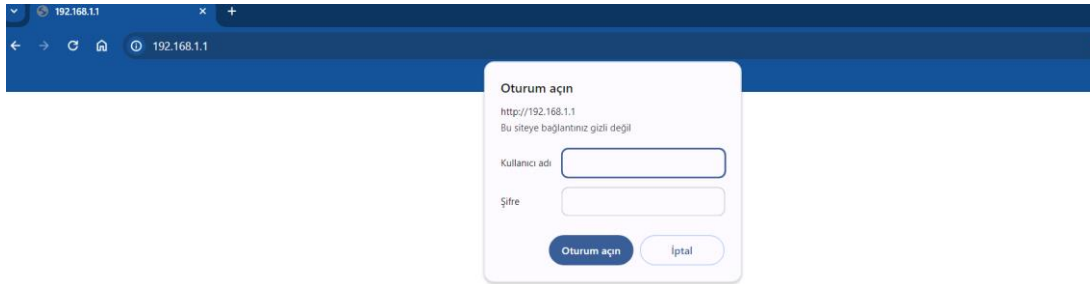 192.168.1.1
192.168.1.1
Oturum açın
http://192.168.1.1
Bu siteye bağlantınız gizli değil
Kullanıcı adı
Şifre
Oturum açın
İptal